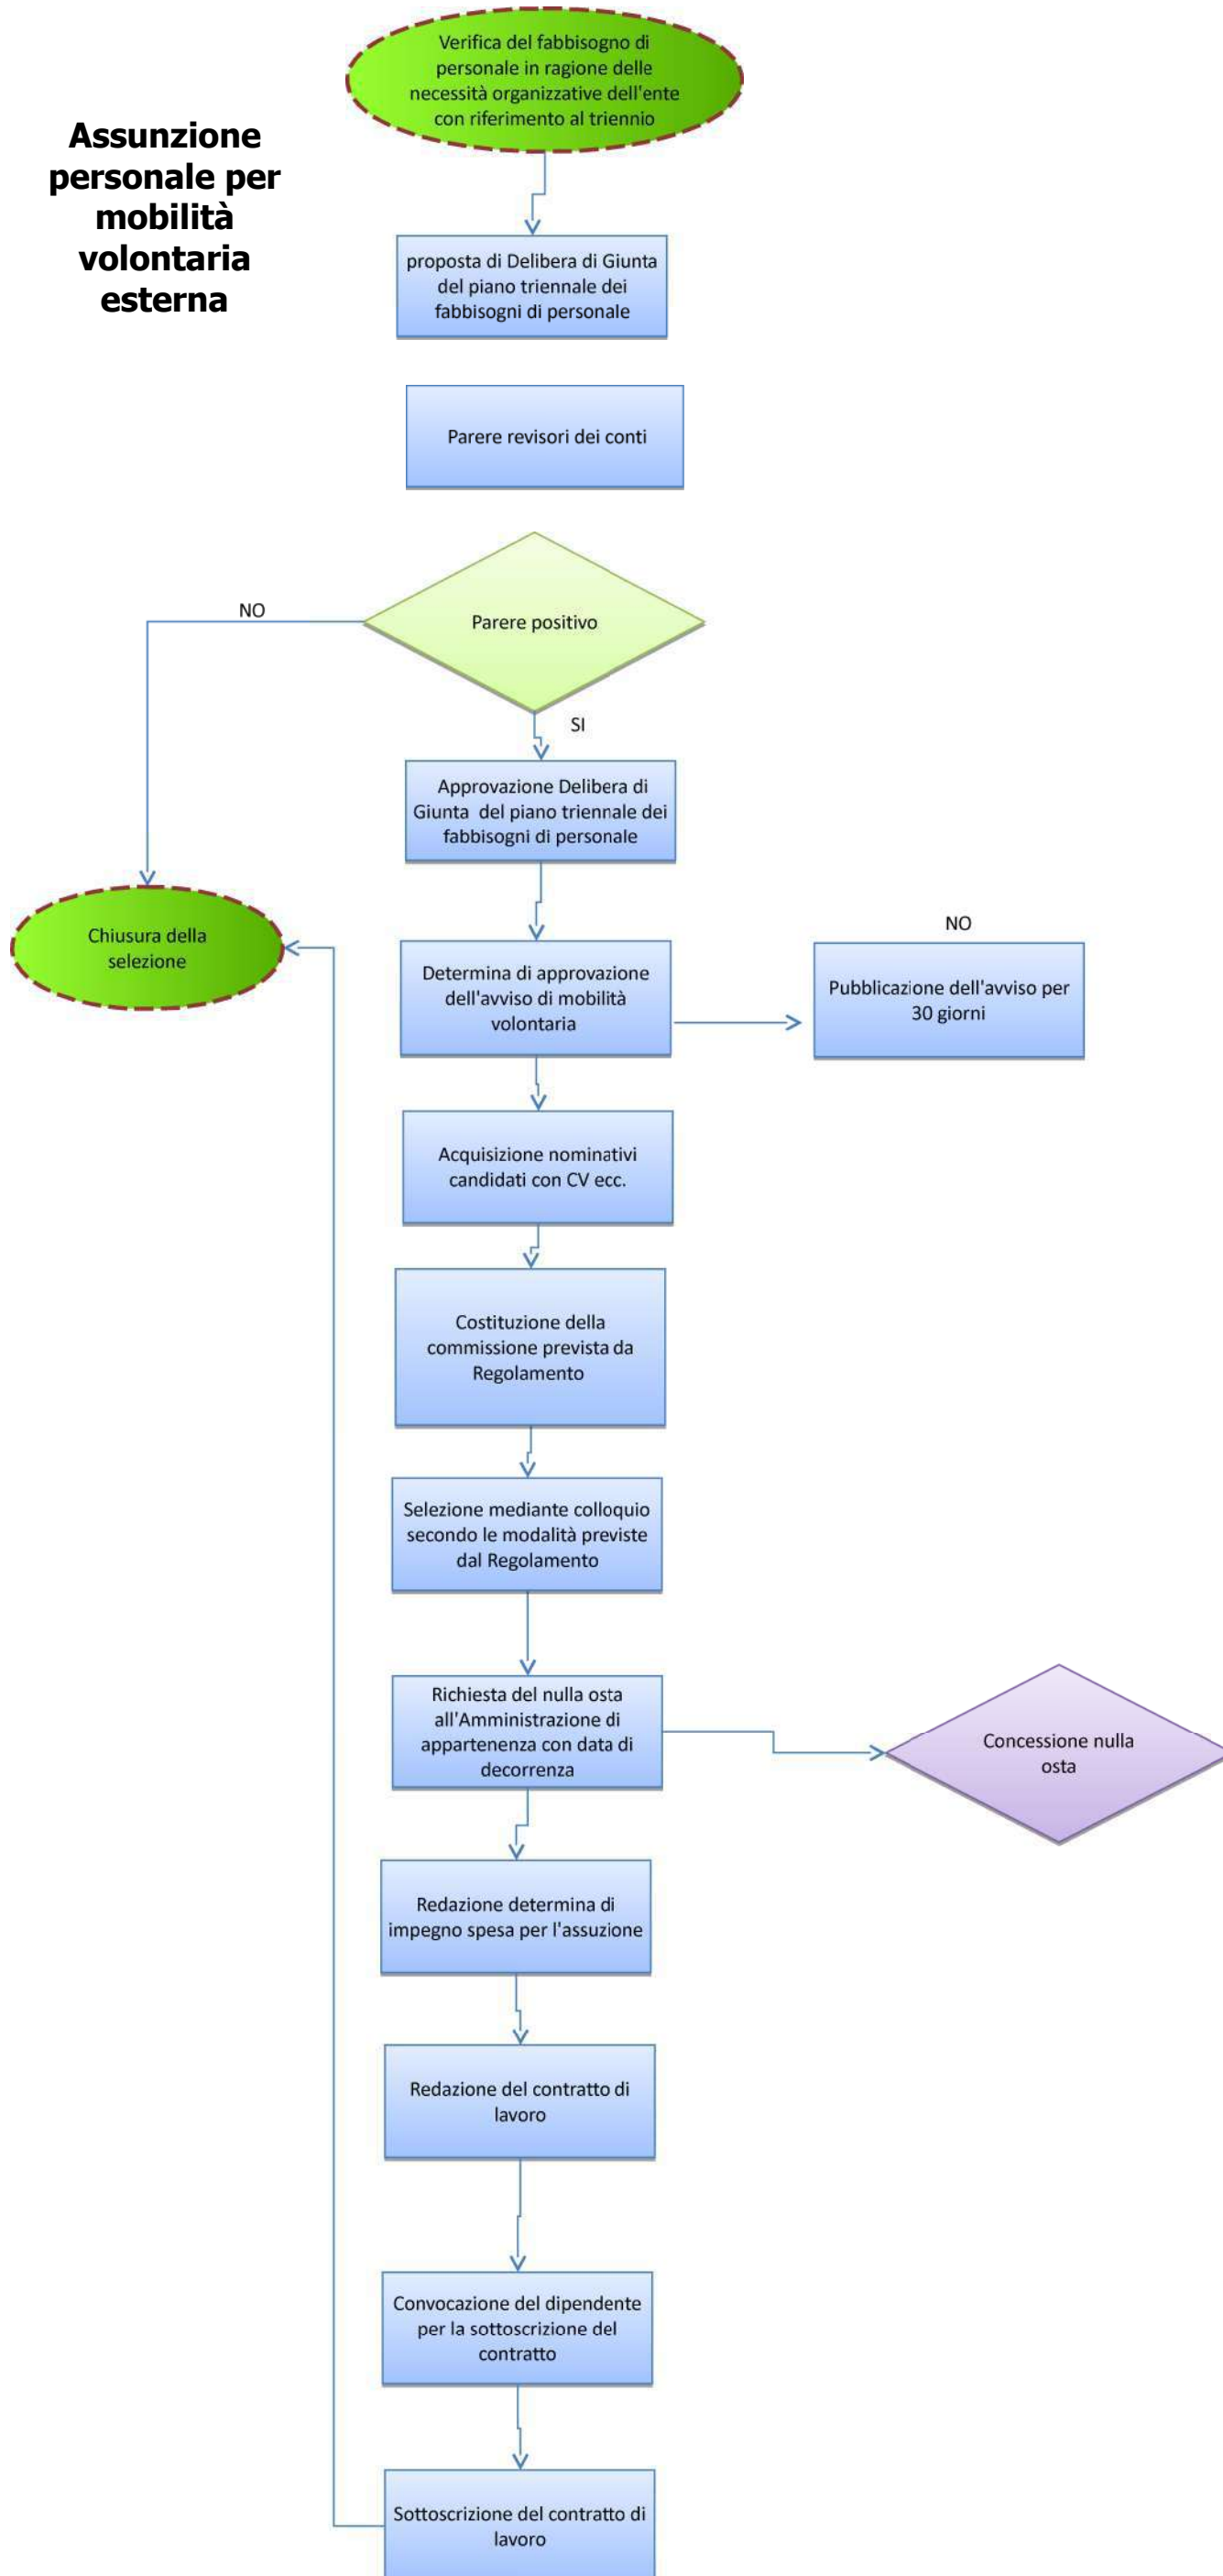 Verifica del fabbisogno di
personale in ragione delle
necessità organizzative dell'ente
con riferimento al triennio
Assunzione
personale per
mobilità
volontaria
esterna
proposta di Delibera di Giunta
del piano triennale dei
fabbisogni di personale
Parere revisori dei conti
NO
Parere positivo
SI
Approvazione Delibera di
Giunta  del piano triennale dei
fabbisogni di personale
Chiusura della
selezione
Determina di approvazione
dell'avviso di mobilità
volontaria
NO
Pubblicazione dell'avviso per
30 giorni
Acquisizione nominativi
candidati con CV ecc.
Costituzione della
commissione prevista da
Regolamento
Selezione mediante colloquio
secondo le modalità previste
dal Regolamento
Richiesta del nulla osta
all'Amministrazione di
appartenenza con data di
decorrenza
Concessione nulla
osta
Redazione determina di
impegno spesa per l'assuzione
Redazione del contratto di
lavoro
Convocazione del dipendente
per la sottoscrizione del
contratto
Sottoscrizione del contratto di
lavoro